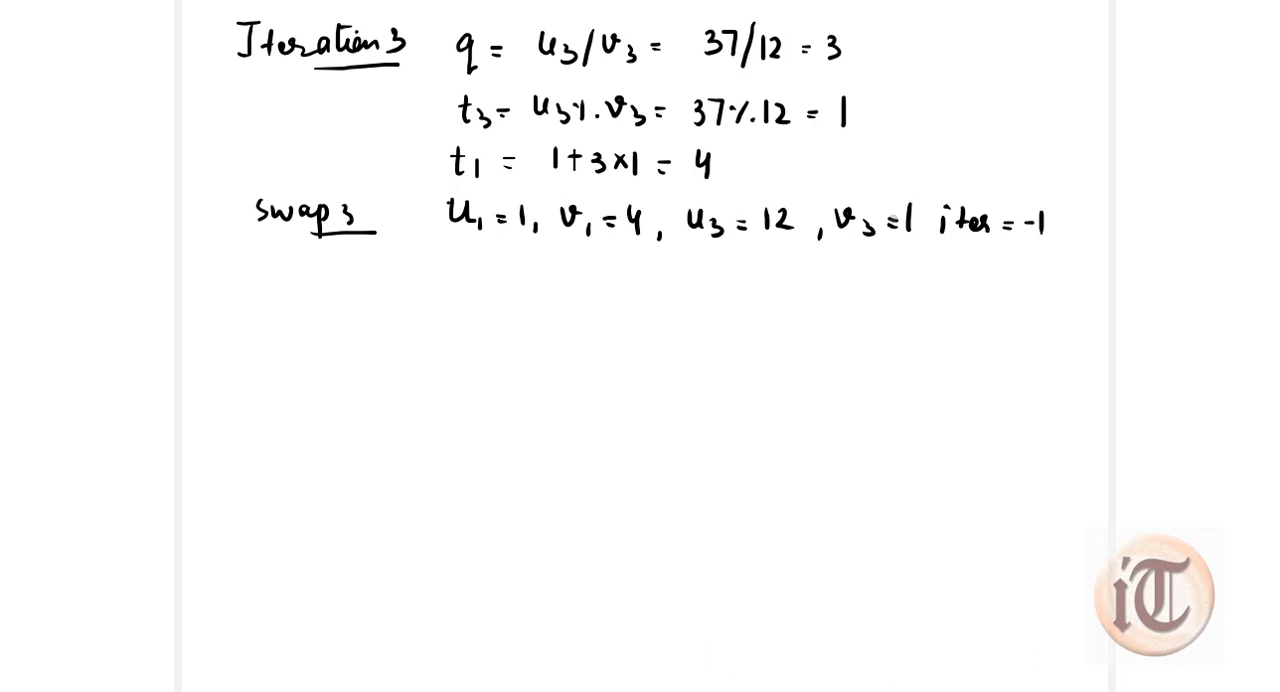 Iteration 3 q = u3/v3 = 37/12 = 3
t3 = u3%v3 = 37%12 = 1
t1 = 1+3×1 = 4
swap 3 u1 = 1, v1 = 4, u3 = 12, v3 = 1 iter = -1
iT